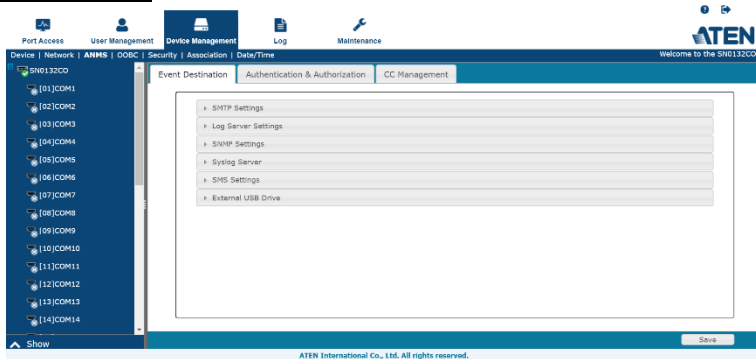 Port Access User Management Device Management Log Maintenance
ATEN
Device | Network | ANMS | OOBC | Security | Association | Date/Time
Welcome to the SN0132CO
SN0132CO
[01]COM1
[02]COM2
[03]COM3
[04]COM4
[05]COM5
[06]COM6
[07]COM7
[08]COM8
[09]COM9
[10]COM10
[11]COM11
[12]COM12
[13]COM13
[14]COM14
Show
Event Destination Authentication & Authorization CC Management
SMTP Settings
Log Server Settings
SNMP Settings
Syslog Server
SMS Settings
External USB Drive
Save
ATEN International Co., Ltd. All rights reserved.